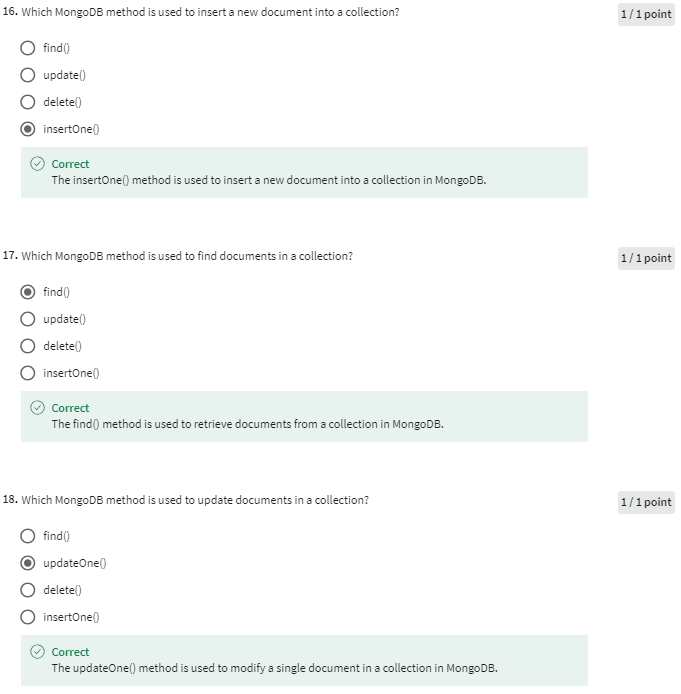 16. Which MongoDB method is used to insert a new document into a collection?
1 / 1 point
find()
update()
delete()
insertOne()
Correct
The insertOne() method is used to insert a new document into a collection in MongoDB.
17. Which MongoDB method is used to find documents in a collection?
1 / 1 point
find()
update()
delete()
insertOne()
Correct
The find() method is used to retrieve documents from a collection in MongoDB.
18. Which MongoDB method is used to update documents in a collection?
1 / 1 point
find()
updateOne()
delete()
insertOne()
Correct
The updateOne() method is used to modify a single document in a collection in MongoDB.